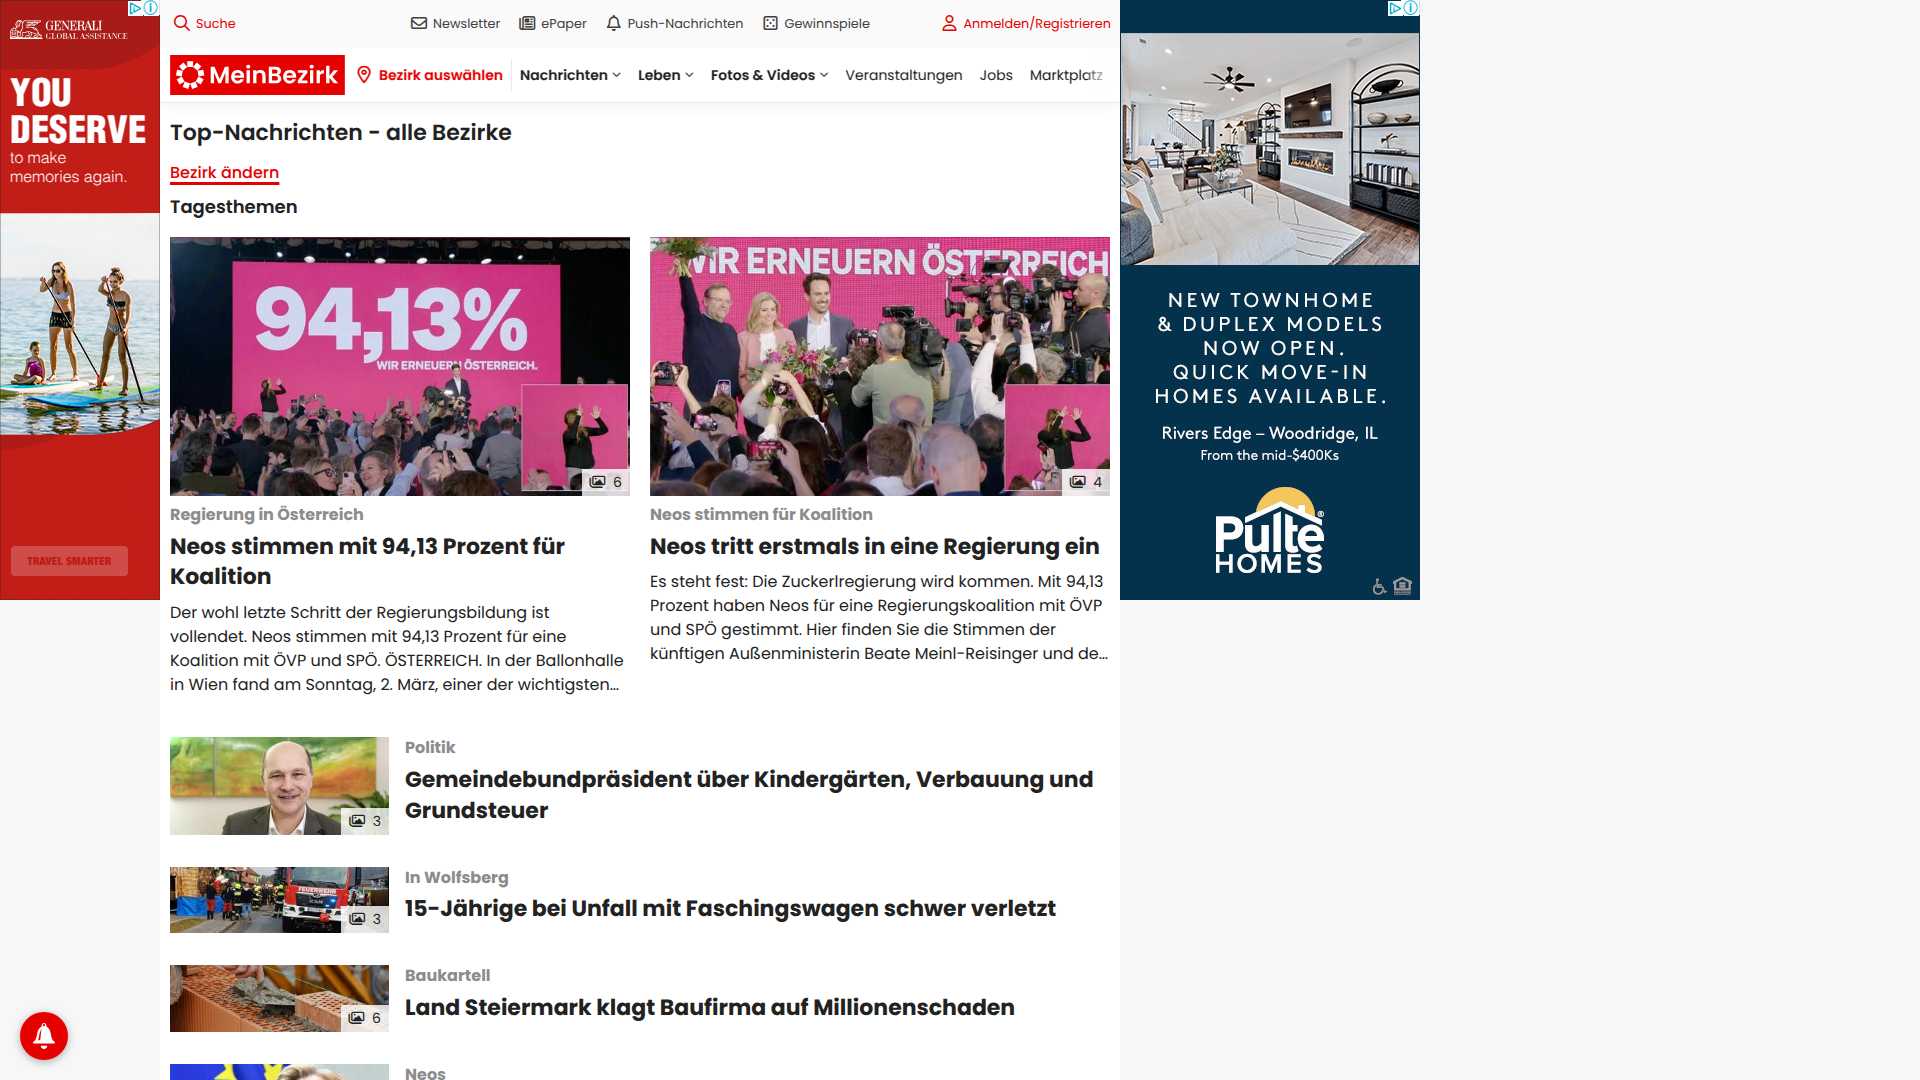 GENERALI
GLOBAL ASSISTANCE
YOU
DESERVE
to make
memories again.
TRAVEL SMARTER
Suche
Newsletter
ePaper
Push-Nachrichten
Gewinnspiele
Anmelden/Registrieren
MeinBezirk
Bezirk auswählen
Nachrichten
Leben
Fotos & Videos
Veranstaltungen
Jobs
Marktplatz
Top-Nachrichten - alle Bezirke
Bezirk ändern
Tagesthemen
94,13%
WIR ERNEUERN ÖSTERREICH.
6
Regierung in Österreich
Neos stimmen mit 94,13 Prozent für
Koalition
Der wohl letzte Schritt der Regierungsbildung ist
vollendet. Neos stimmen mit 94,13 Prozent für eine
Koalition mit ÖVP und SPÖ. ÖSTERREICH. In der Ballonhalle
in Wien fand am Sonntag, 2. März, einer der wichtigsten...
WIR ERNEUERN ÖSTERREICH
4
Neos stimmen für Koalition
Neos tritt erstmals in eine Regierung ein
Es steht fest: Die Zuckerlregierung wird kommen. Mit 94,13
Prozent haben Neos für eine Regierungskoalition mit ÖVP
und SPÖ gestimmt. Hier finden Sie die Stimmen der
künftigen Außenministerin Beate Meinl-Reisinger und de...
3
Politik
Gemeindebundpräsident über Kindergärten, Verbauung und
Grundsteuer
FEUERWEHR
3
In Wolfsberg
15-Jährige bei Unfall mit Faschingswagen schwer verletzt
6
Baukartell
Land Steiermark klagt Baufirma auf Millionenschaden
Neos
NEW TOWNHOME
& DUPLEX MODELS
NOW OPEN.
QUICK MOVE-IN
HOMES AVAILABLE.
Rivers Edge – Woodridge, IL
From the mid-$400Ks
Pulte®
HOMES